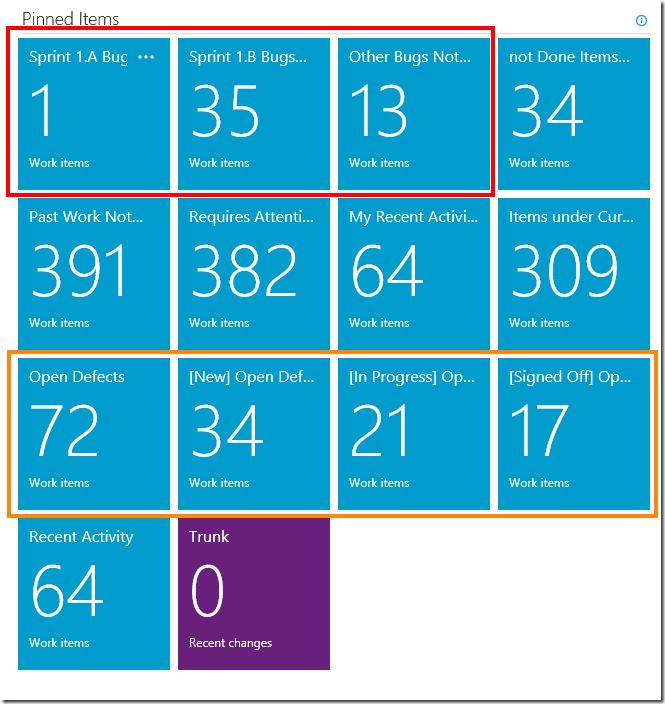 Pinned Items
Sprint 1.A Bug ...
1
Work items
Sprint 1.B Bugs...
35
Work items
Other Bugs Not...
13
Work items
not Done Items...
34
Work items
Past Work Not...
391
Work items
Requires Attenti...
382
Work items
My Recent Activi...
64
Work items
Items under Cur...
309
Work items
Open Defects
72
Work items
[New] Open Def...
34
Work items
[In Progress] Op...
21
Work items
[Signed Off] Op...
17
Work items
Recent Activity
64
Work items
Trunk
0
Recent changes